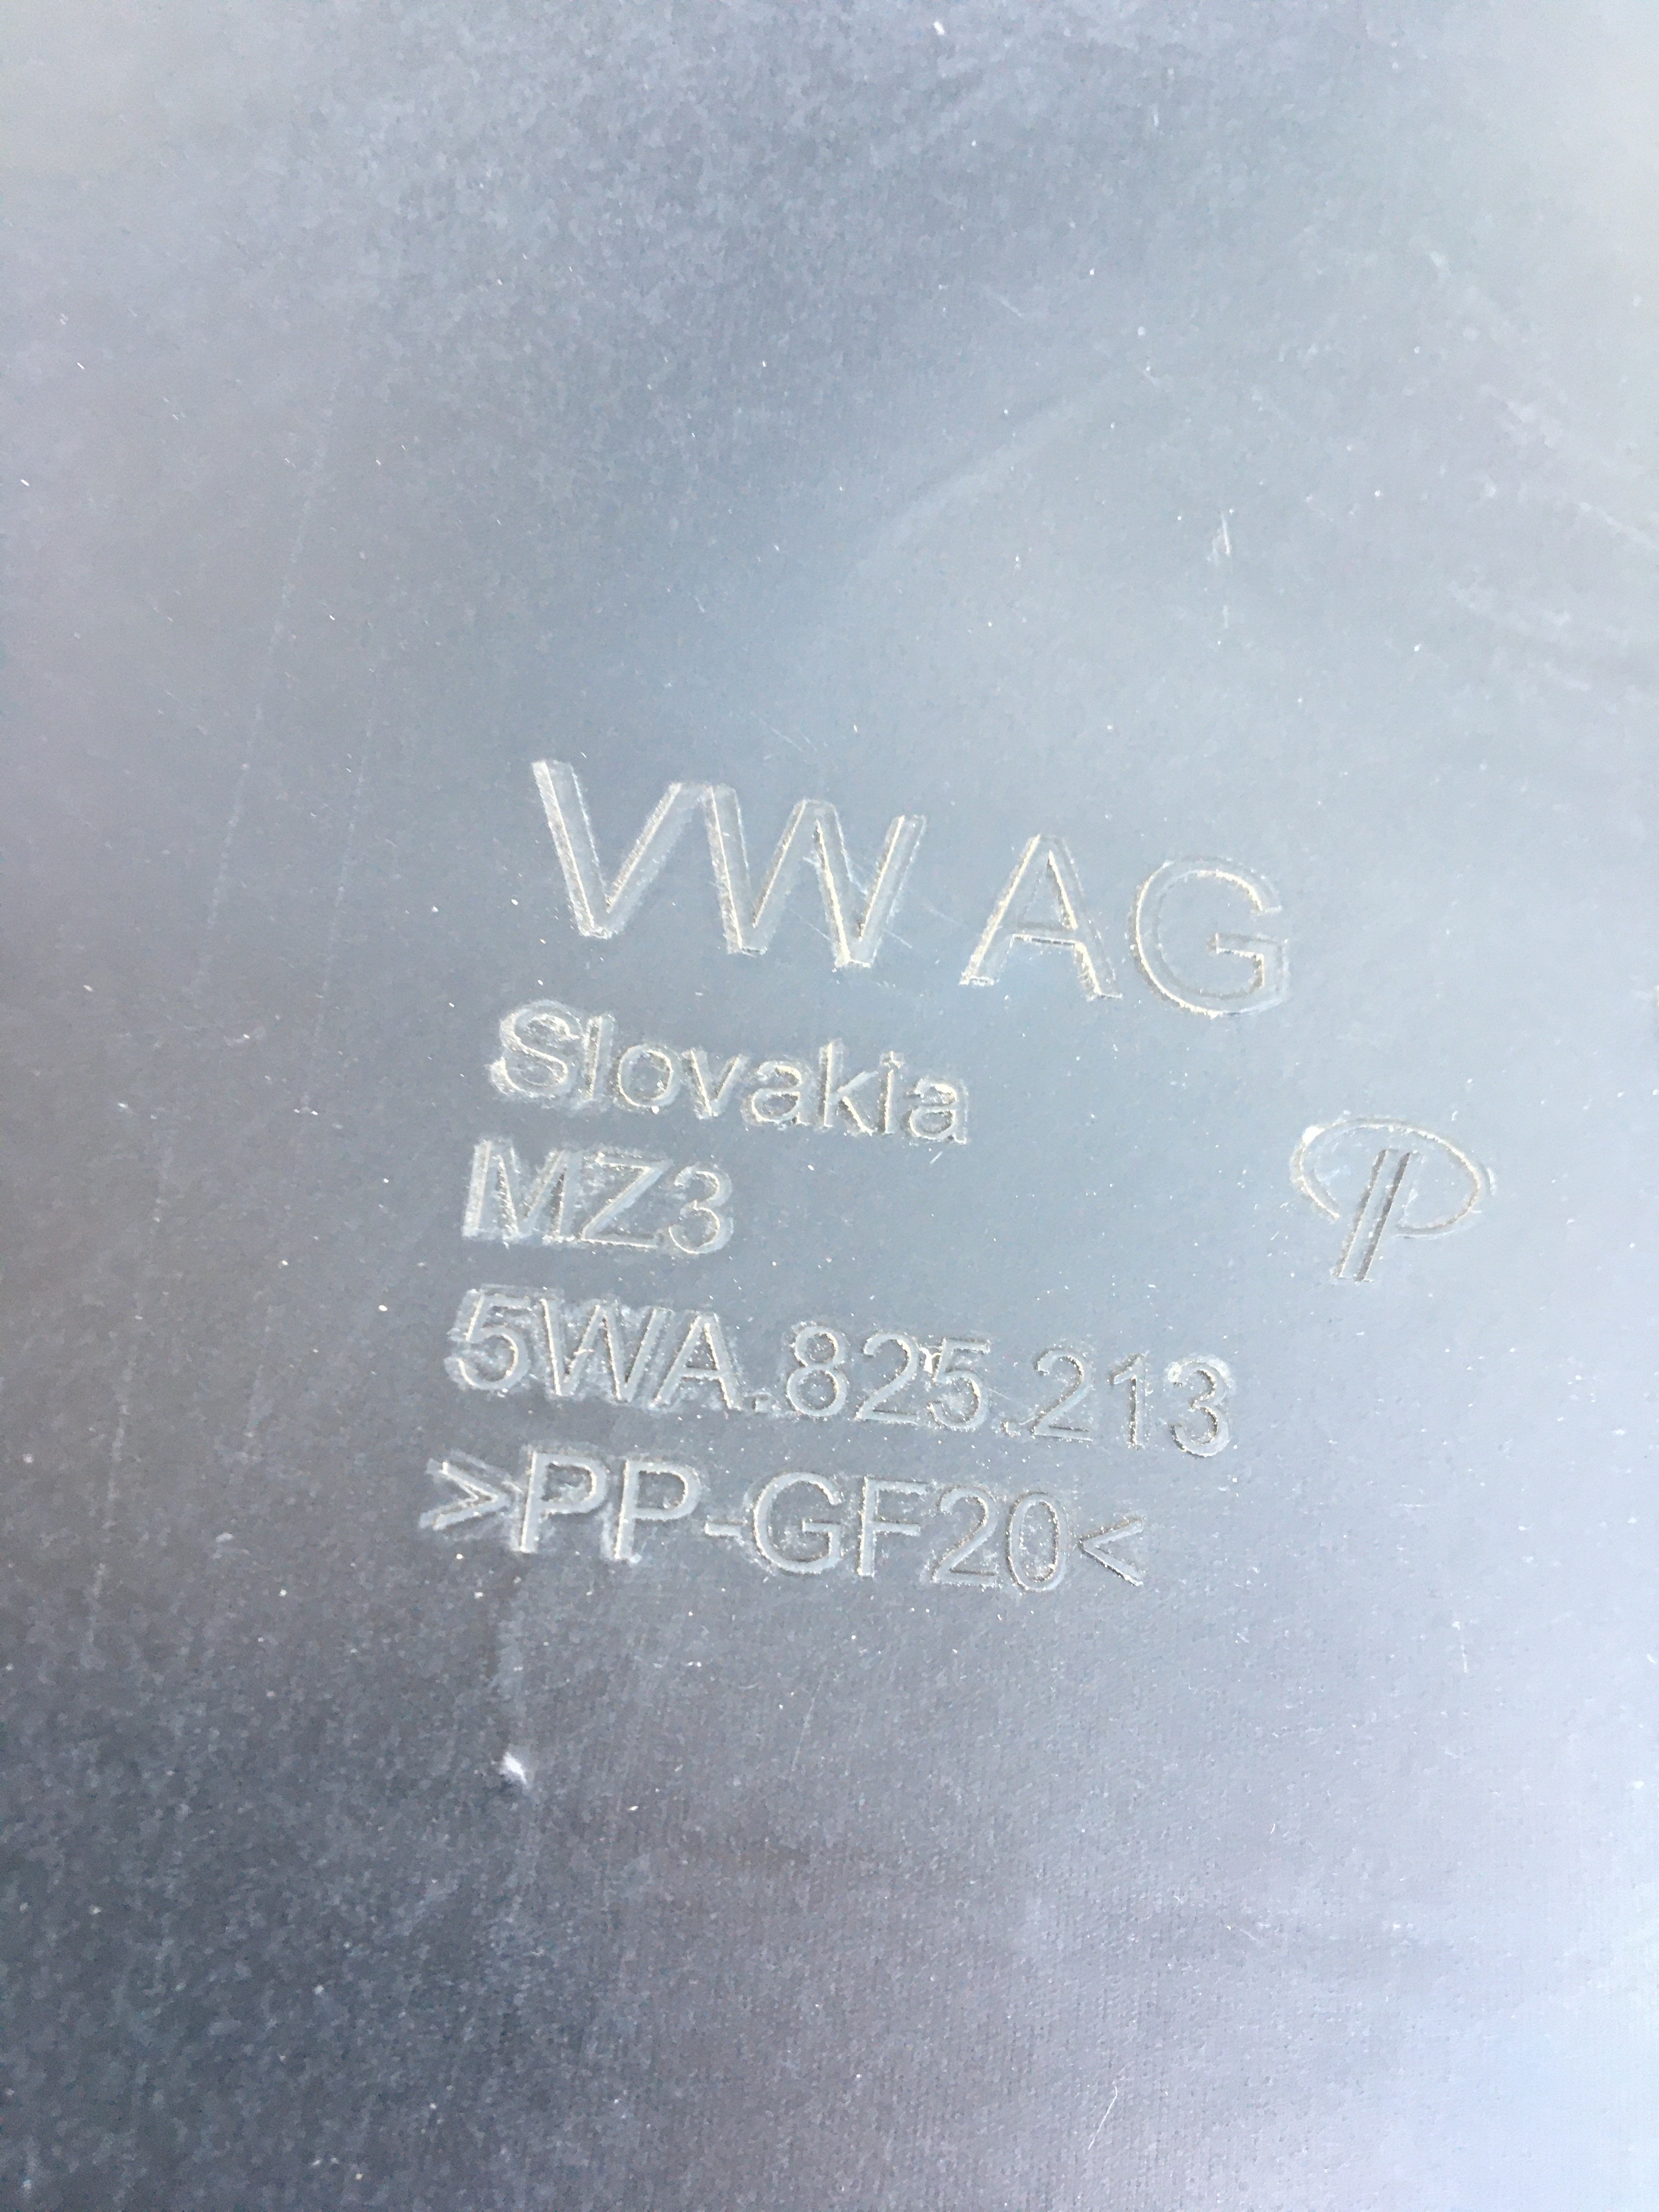 VW AG
Slovakia
MZ3
5WA.825.213
>PP-GF20<